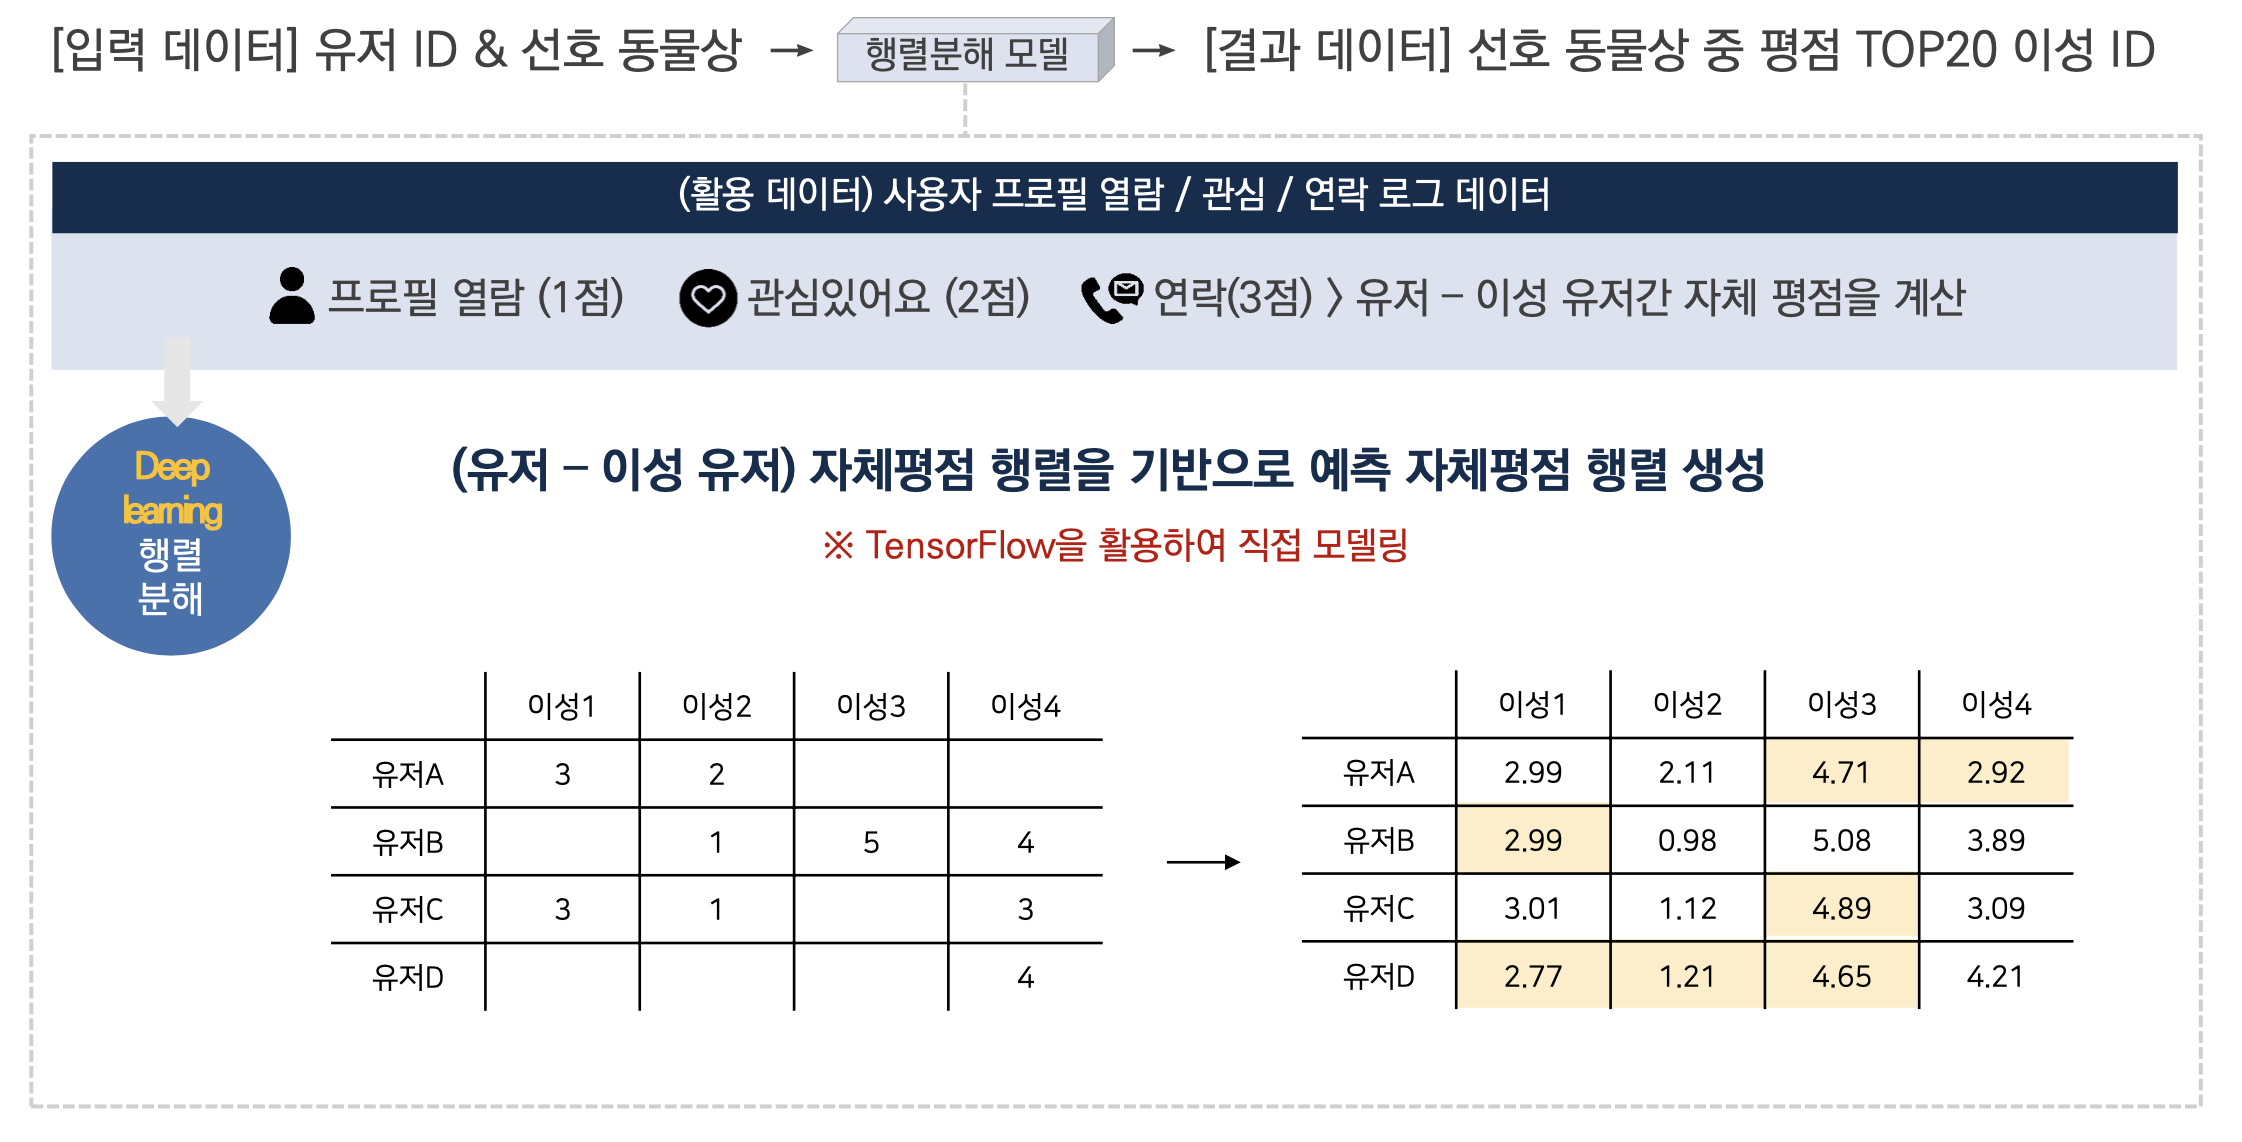 [입력 데이터] 유저 ID & 선호 동물상 → 행렬분해 모델 → [결과 데이터] 선호 동물상 중 평점 TOP20 이성 ID
(활용 데이터) 사용자 프로필 열람 / 관심 / 연락 로그 데이터
프로필 열람 (1점) 관심있어요 (2점) 연락(3점) 〉 유저 – 이성 유저간 자체 평점을 계산
Deep
learning
행렬
분해
(유저 – 이성 유저) 자체평점 행렬을 기반으로 예측 자체평점 행렬 생성
※ TensorFlow을 활용하여 직접 모델링
이성1 이성2 이성3 이성4
유저A 3 2
유저B 1 5 4
유저C 3 1 3
유저D 4
이성1 이성2 이성3 이성4
유저A 2.99 2.11 4.71 2.92
유저B 2.99 0.98 5.08 3.89
유저C 3.01 1.12 4.89 3.09
유저D 2.77 1.21 4.65 4.21